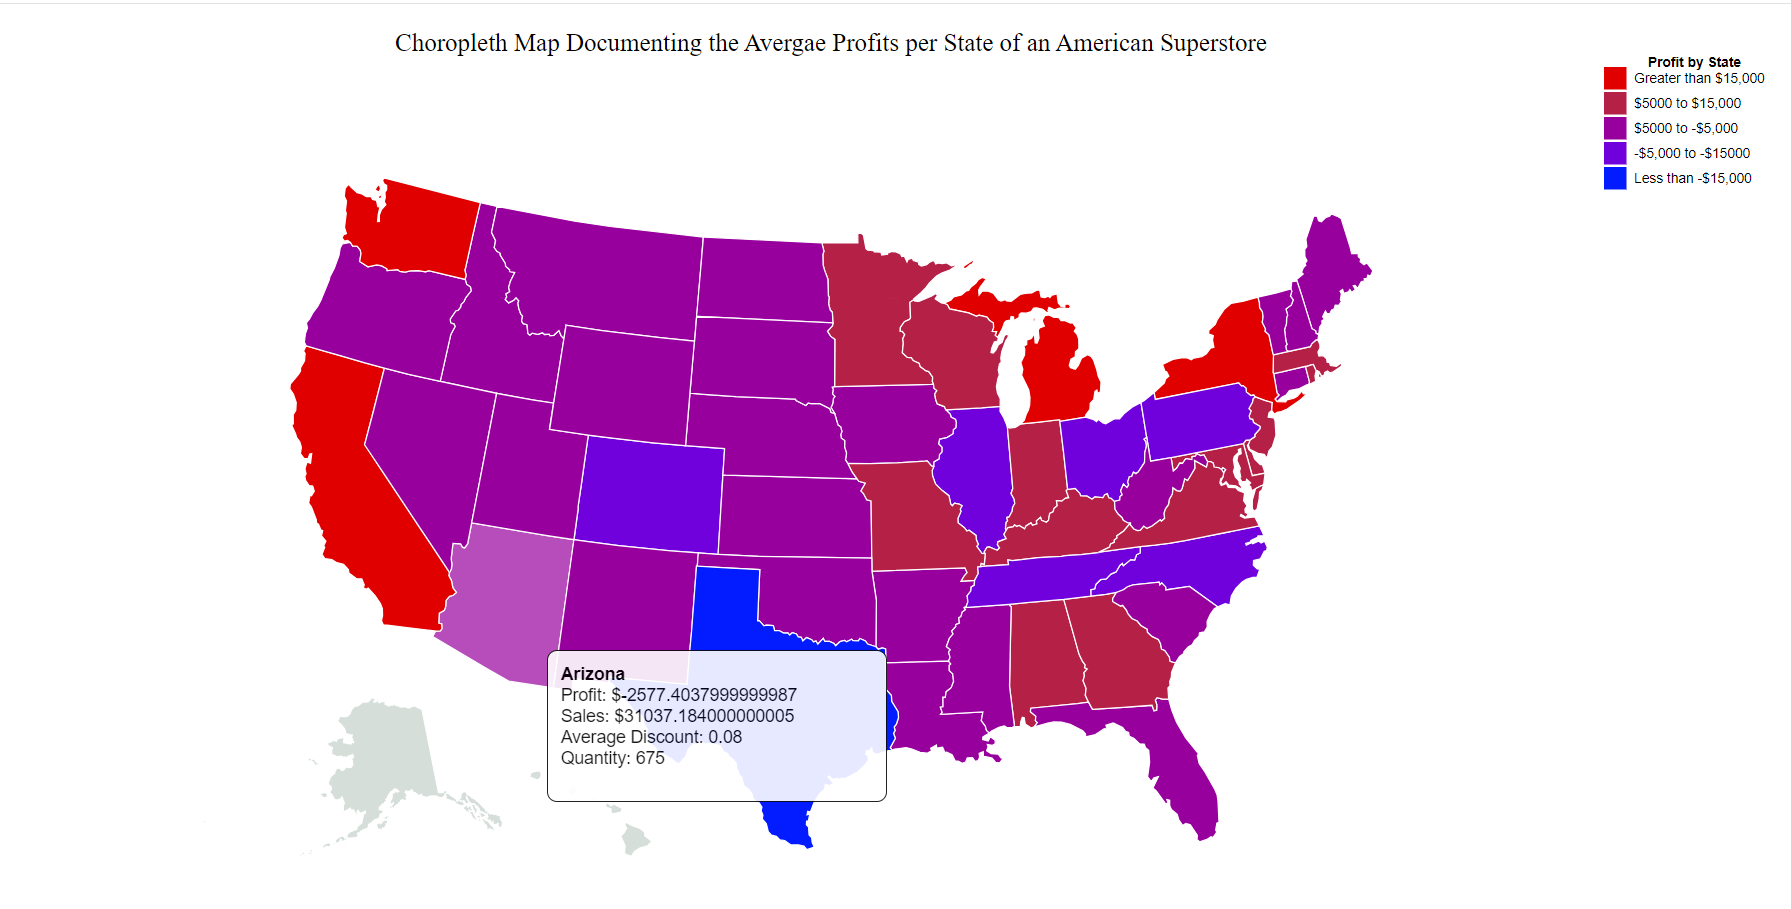 Choropleth Map Documenting the Avergae Profits per State of an American Superstore
Profit by State
Greater than $15,000
$5000 to $15,000
$5000 to -$5,000
-$5,000 to -$15000
Less than -$15,000
Arizona
Profit: $-2577.4037999999987
Sales: $31037.184000000005
Average Discount: 0.08
Quantity: 675